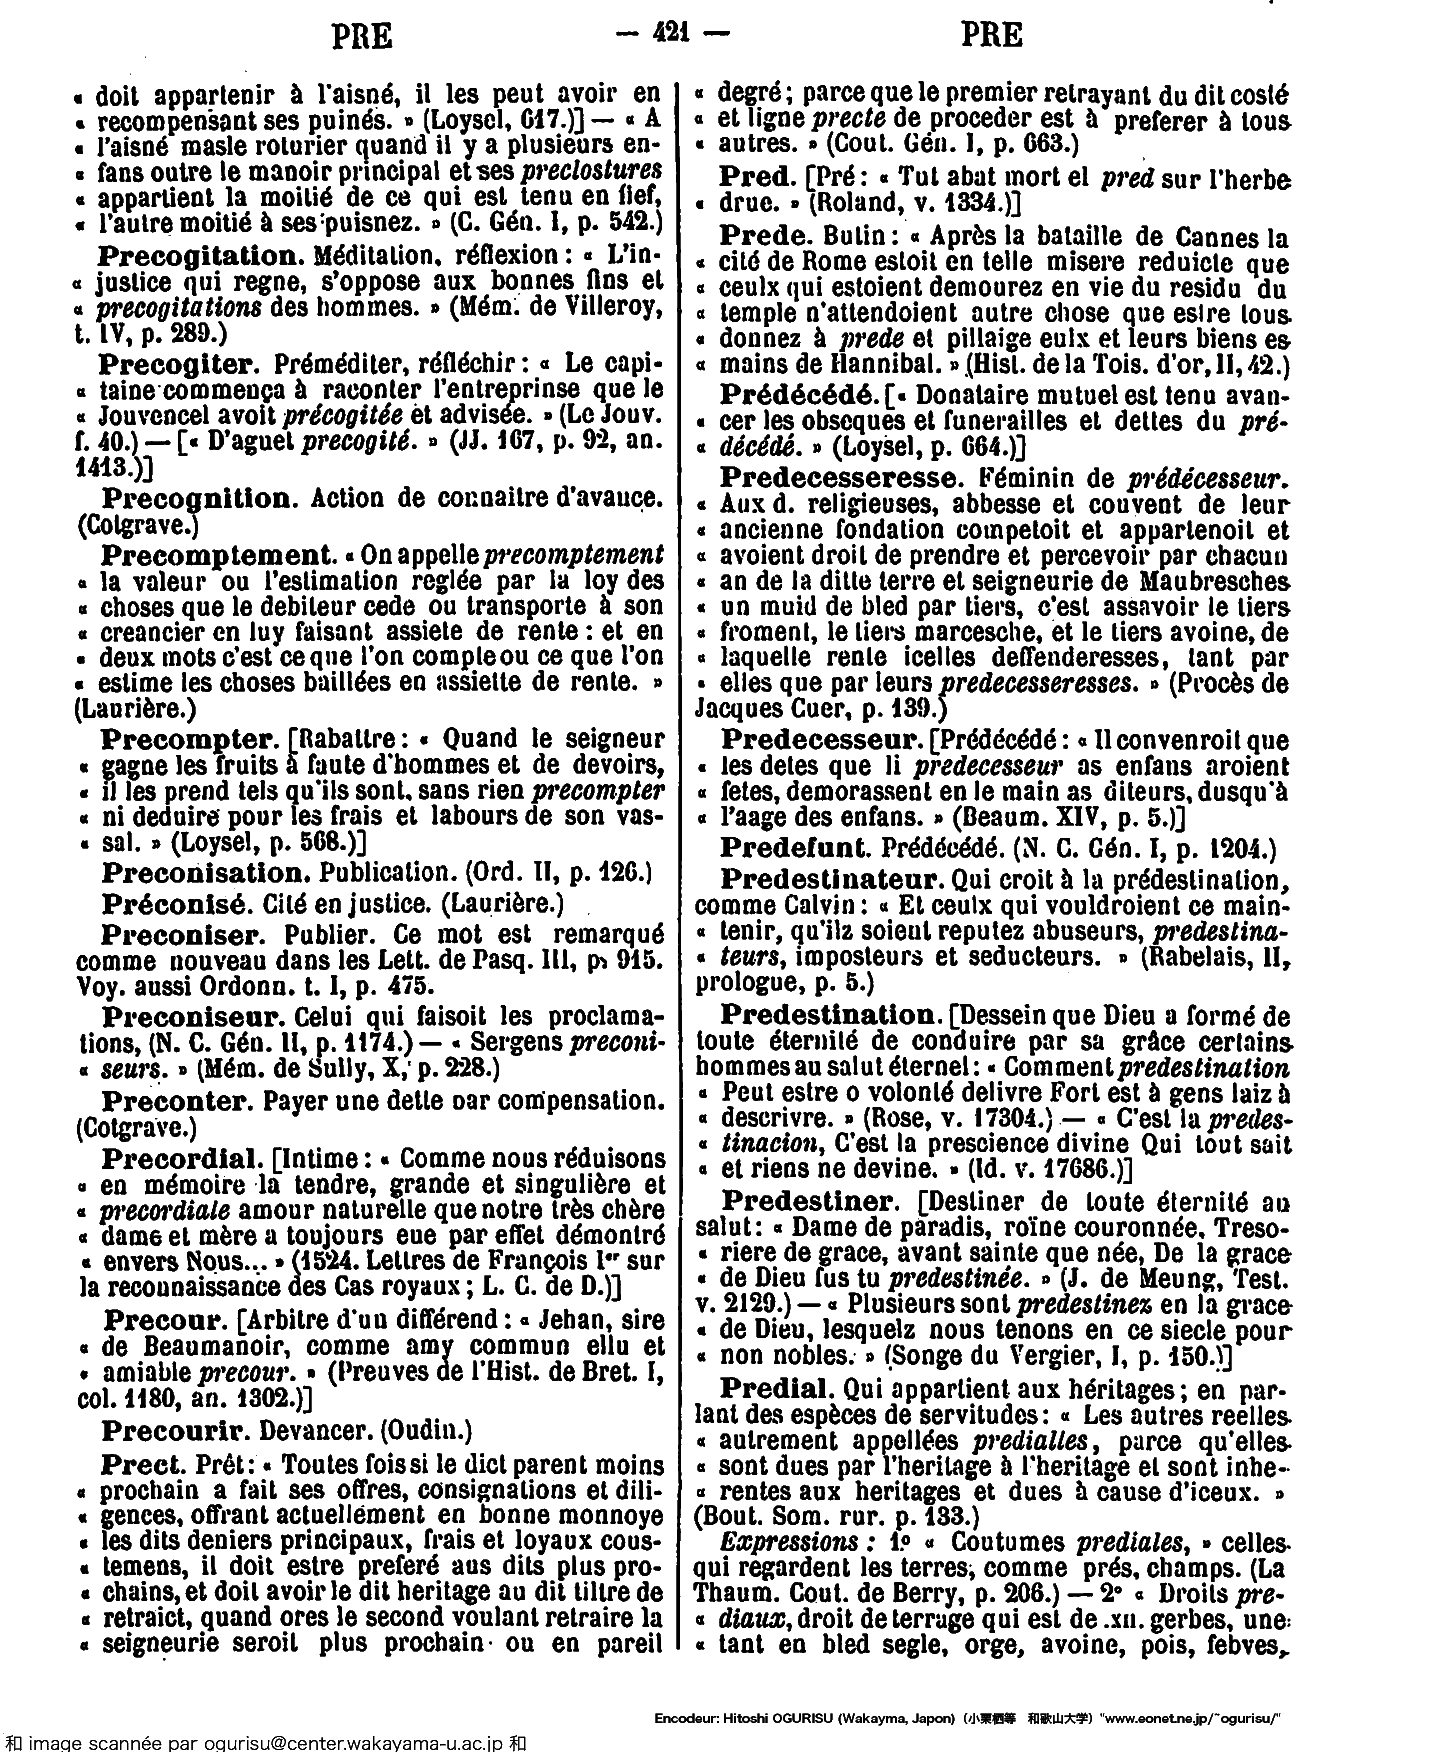 PRE — 421 — PRE
« doit appartenir à l'aisné, il les peut avoir en
« recompensant ses puinés. » (Loysel, 617.)] — « A
« l'aisné masle roturier quand il y a plusieurs en-
« fans outre le manoir principal et ses preclostures
« appartient la moitié de ce qui est tenu en fief,
« l'autre moitié à ses puisnez. » (C. Gén. I, p. 542.)
Precogitation. Méditation, réflexion : « L'in-
« justice qui regne, s'oppose aux bonnes fins et
« precogitations des hommes. » (Mém. de Villeroy,
t. IV, p. 289.)
Precogiter. Préméditer, réfléchir : « Le capi-
« taine commença à raconter l'entreprinse que le
« Jouvencel avoit précogitée et advisée. » (Le Jouv.
f. 40.) — [« D'aguet precogité. » (JJ. 167, p. 92, an.
1413.)]
Precognition. Action de connaitre d'avance.
(Cotgrave.)
Precomptement. « On appelle precomptement
« la valeur ou l'estimation reglée par la loy des
« choses que le debiteur cede ou transporte à son
« creancier en luy faisant assiete de rente : et en
« deux mots c'est ce que l'on compte ou ce que l'on
« estime les choses baillées en assiette de rente. »
(Laurière.)
Precompter. [Rabattre : « Quand le seigneur
« gagne les fruits à faute d'hommes et de devoirs,
« il les prend tels qu'ils sont, sans rien precompter
« ni deduire pour les frais et labours de son vas-
« sal. » (Loysel, p. 568.)]
Preconisation. Publication. (Ord. II, p. 126.)
Préconisé. Cité en justice. (Laurière.)
Preconiser. Publier. Ce mot est remarqué
comme nouveau dans les Lett. de Pasq. III, p. 915.
Voy. aussi Ordonn. t. I, p. 475.
Preconiseur. Celui qui faisoit les proclama-
tions, (N. C. Gén. II, p. 1174.) — « Sergens preconi-
« seurs. » (Mém. de Sully, X, p. 228.)
Preconter. Payer une dette par compensation.
(Cotgrave.)
Precordial. [Intime : « Comme nous réduisons
« en mémoire la tendre, grande et singulière et
« precordiale amour naturelle que notre très chère
« dame et mère a toujours eue par effet démontré
« envers Nous... » (1524. Lettres de François Ier sur
la reconnaissance des Cas royaux ; L. C. de D.)]
Precour. [Arbitre d'un différend : « Jehan, sire
« de Beaumanoir, comme amy commun ellu et
« amiable precour. » (Preuves de l'Hist. de Bret. I,
col. 1180, an. 1302.)]
Precourir. Devancer. (Oudin.)
Prect. Prêt : « Toutes fois si le dict parent moins
« prochain a fait ses offres, consignations et dili-
« gences, offrant actuellement en bonne monnoye
« les dits deniers principaux, frais et loyaux cous-
« temens, il doit estre preferé aus dits plus pro-
« chains, et doit avoir le dit heritage au dit tiltre de
« retraict, quand ores le second voulant retraire la
« seigneurie seroit plus prochain ou en pareil
« degré ; parce que le premier retrayant du dit costé
« et ligne precte de proceder est à preferer à tous
« autres. » (Cout. Gén. I, p. 663.)
Pred. [Pré : « Tut abat mort el pred sur l'herbe
« drue. » (Roland, v. 1334.)]
Prede. Butin : « Après la bataille de Cannes la
« cité de Rome estoit en telle misere reduicte que
« ceulx qui estoient demourez en vie du residu du
« temple n'attendoient autre chose que estre tous
« donnez à prede et pillaige eulx et leurs biens es
« mains de Hannibal. » (Hist. de la Tois. d'or, II, 42.)
Prédécédé. [« Donataire mutuel est tenu avan-
« cer les obseques et funerailles et dettes du pré-
« décédé. » (Loysel, p. 664.)]
Predecesseresse. Féminin de prédécesseur.
« Aux d. religieuses, abbesse et couvent de leur
« ancienne fondation competoit et appartenoit et
« avoient droit de prendre et percevoir par chacun
« an de la ditte terre et seigneurie de Maubresches
« un muid de bled par tiers, c'est assavoir le tiers
« froment, le tiers marcesche, et le tiers avoine, de
« laquelle rente icelles deffenderesses, tant par
« elles que par leurs predecesseresses. » (Procès de
Jacques Cuer, p. 139.)
Predecesseur. [Prédécédé : « Il convenroit que
« les detes que li predecesseur as enfans aroient
« fetes, demorassent en le main as diteurs, dusqu'à
« l'aage des enfans. » (Beaum. XIV, p. 5.)]
Predefunt. Prédécédé. (N. C. Gén. I, p. 1204.)
Predestinateur. Qui croit à la prédestination,
comme Calvin : « Et ceulx qui vouldroient ce main-
« tenir, qu'ilz soient reputez abuseurs, predestina-
« teurs, imposteurs et seducteurs. » (Rabelais, II,
prologue, p. 5.)
Predestination. [Dessein que Dieu a formé de
toute éternité de conduire par sa grâce certains
hommes au salut éternel : « Comment predestination
« Peut estre o volonté delivre Fort est à gens laiz à
« descrivre. » (Rose, v. 17304.) — « C'est la predes-
« tinacion, C'est la prescience divine Qui tout sait
« et riens ne devine. » (Id. v. 17686.)]
Predestiner. [Destiner de toute éternité au
salut : « Dame de paradis, roïne couronnée, Treso-
« riere de grace, avant sainte que née, De la grace
« de Dieu fus tu predestinée. » (J. de Meung, Test.
v. 2129.) — « Plusieurs sont predestinez en la grace
« de Dieu, lesquelz nous tenons en ce siecle pour
« non nobles. » (Songe du Vergier, I, p. 150.)]
Predial. Qui appartient aux héritages ; en par-
lant des espèces de servitudes : « Les autres reelles
« autrement appellées predialles, parce qu'elles
« sont dues par l'heritage à l'heritage et sont inhe-
« rentes aux heritages et dues à cause d'iceux. »
(Bout. Som. rur. p. 133.)
Expressions : 1° « Coutumes prediales, » celles
qui regardent les terres, comme prés, champs. (La
Thaum. Cout. de Berry, p. 206.) — 2° « Droits pre-
« diaux, droit de terrage qui est de .xii. gerbes, une:
« tant en bled segle, orge, avoine, pois, febves,
Encodeur: Hitoshi OGURISU (Wakayma, Japon) (小栗栖等 和歌山大学) "www.eonet.ne.jp/~ogurisu/"
和 image scannée par ogurisu@center.wakayama-u.ac.jp 和